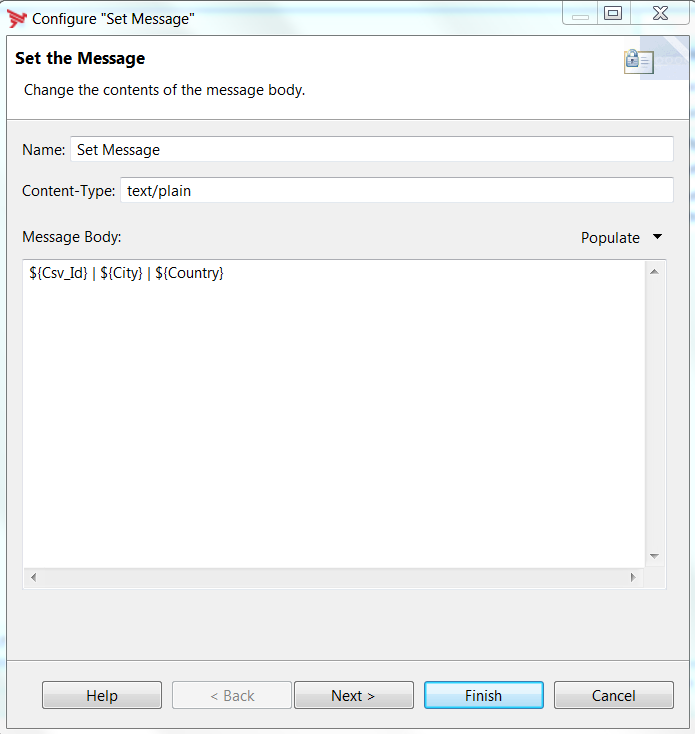 Configure "Set Message"
Set the Message
Change the contents of the message body.
Name: Set Message
Content-Type: text/plain
Message Body: Populate
${Csv_Id} | ${City} | ${Country}
Help < Back Next > Finish Cancel